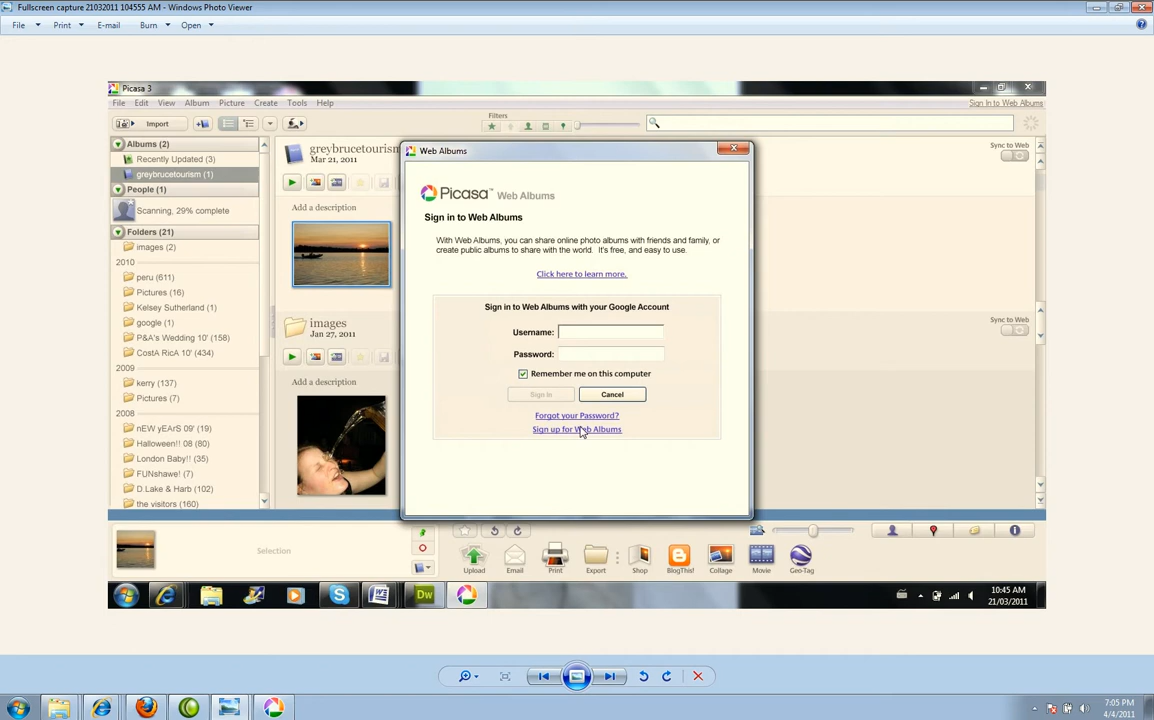 Fullscreen capture 21032011 104555 AM - Windows Photo Viewer
File Print E-mail Burn Open
Picasa 3
File Edit View Albumn Picture Create Tools Help
Sign In to Web Albums
Import
Filters
Albums (2)
Recently Updated (3)
greybrucetourism (1)
People (1)
Scanning, 29% complete
Folders (21)
images (2)
2010
peru (611)
Pictures (16)
Kelsey Sutherland (1)
google (1)
P&A's Wedding 10' (179)
CostA RicA 10' (434)
2009
kerry (137)
Pictures (7)
2008
nEW yEArS 09' (19)
Halloween!! 08 (80)
London Baby!! (35)
FUNshawe! (7)
D.Lake & Harb (102)
the visitors (160)
greybrucetourism
Mar 21, 2011
Sync to Web
Add a description
images
Jan 27, 2011
Sync to Web
Add a description
Web Albums
Picasa™ Web Albums
Sign in to Web Albums
With Web Albums, you can share online photo albums with friends and family, or
create public albums to share with the world. It's free, and easy to use.
Click here to learn more.
Sign in to Web Albums with your Google Account
Username:
Password:
Remember me on this computer
Sign In Cancel
Forgot your Password?
Sign up for Web Albums
Selection
Upload Email Print Export Shop BlogThis! Collage Movie Geo-Tag
Dw
10:45 AM
21/03/2011
7:05 PM
4/4/2011